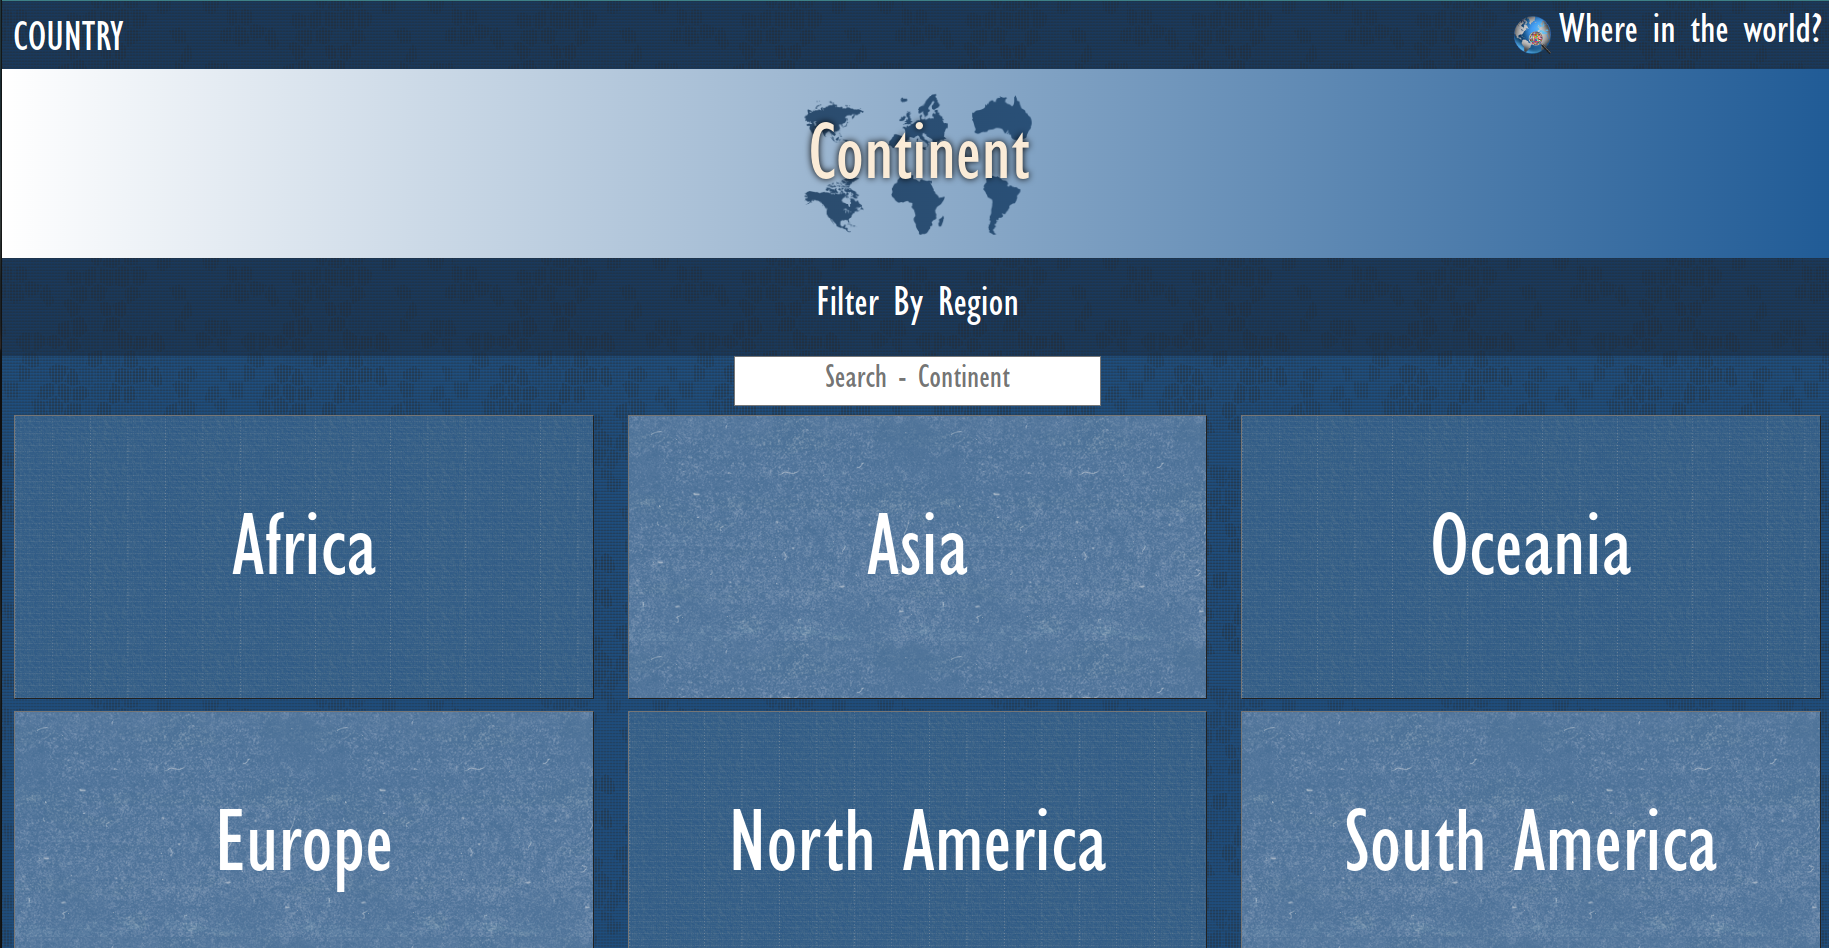 COUNTRY
Where in the world?
Continent
Filter By Region
Search - Continent
Africa
Asia
Oceania
Europe
North America
South America